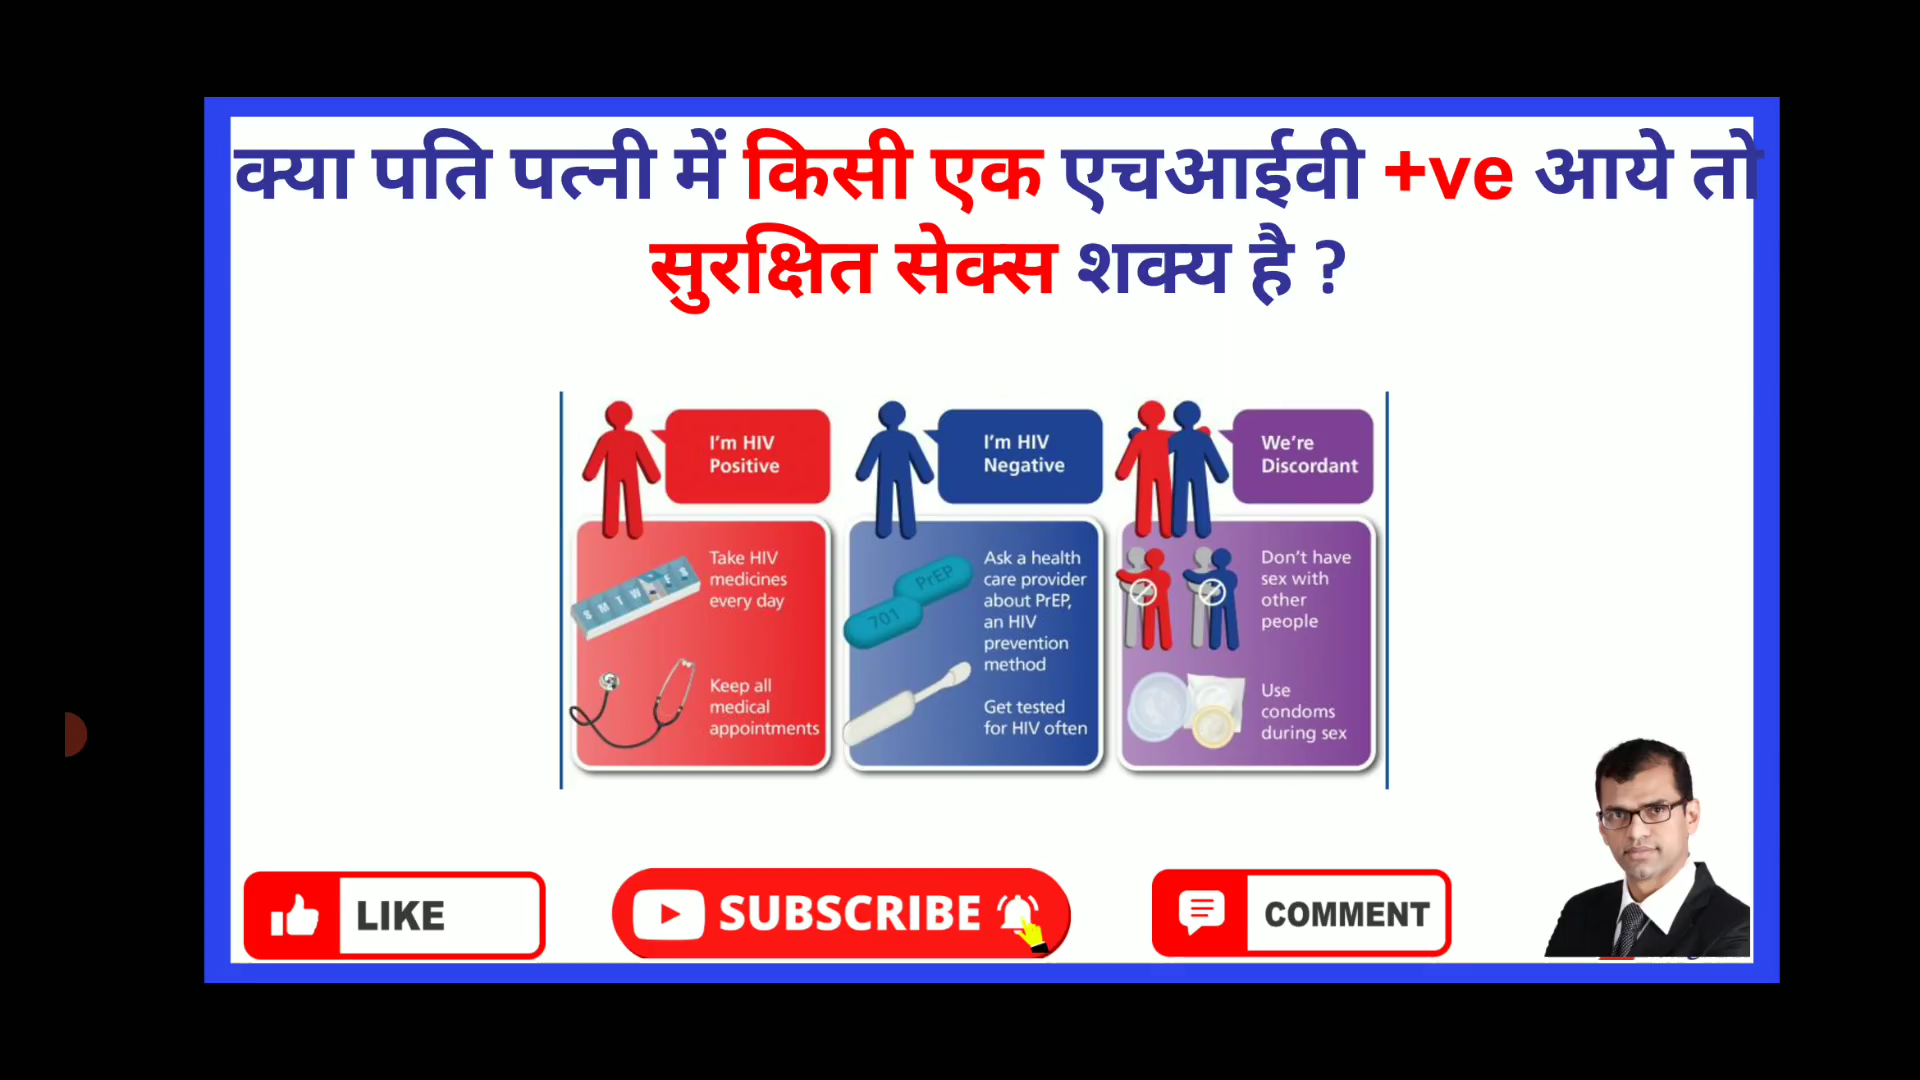 क्या पति पत्नी में किसी एक एचआईवी +ve आये तो
सुरक्षित सेक्स शक्य है ?
I'm HIV
Positive
Take HIV
medicines
every day
Keep all
medical
appointments
I'm HIV
Negative
PrEP
701
Ask a health
care provider
about PrEP,
an HIV
prevention
method
Get tested
for HIV often
We're
Discordant
Don't have
sex with
other
people
Use
condoms
during sex
LIKE
SUBSCRIBE
COMMENT